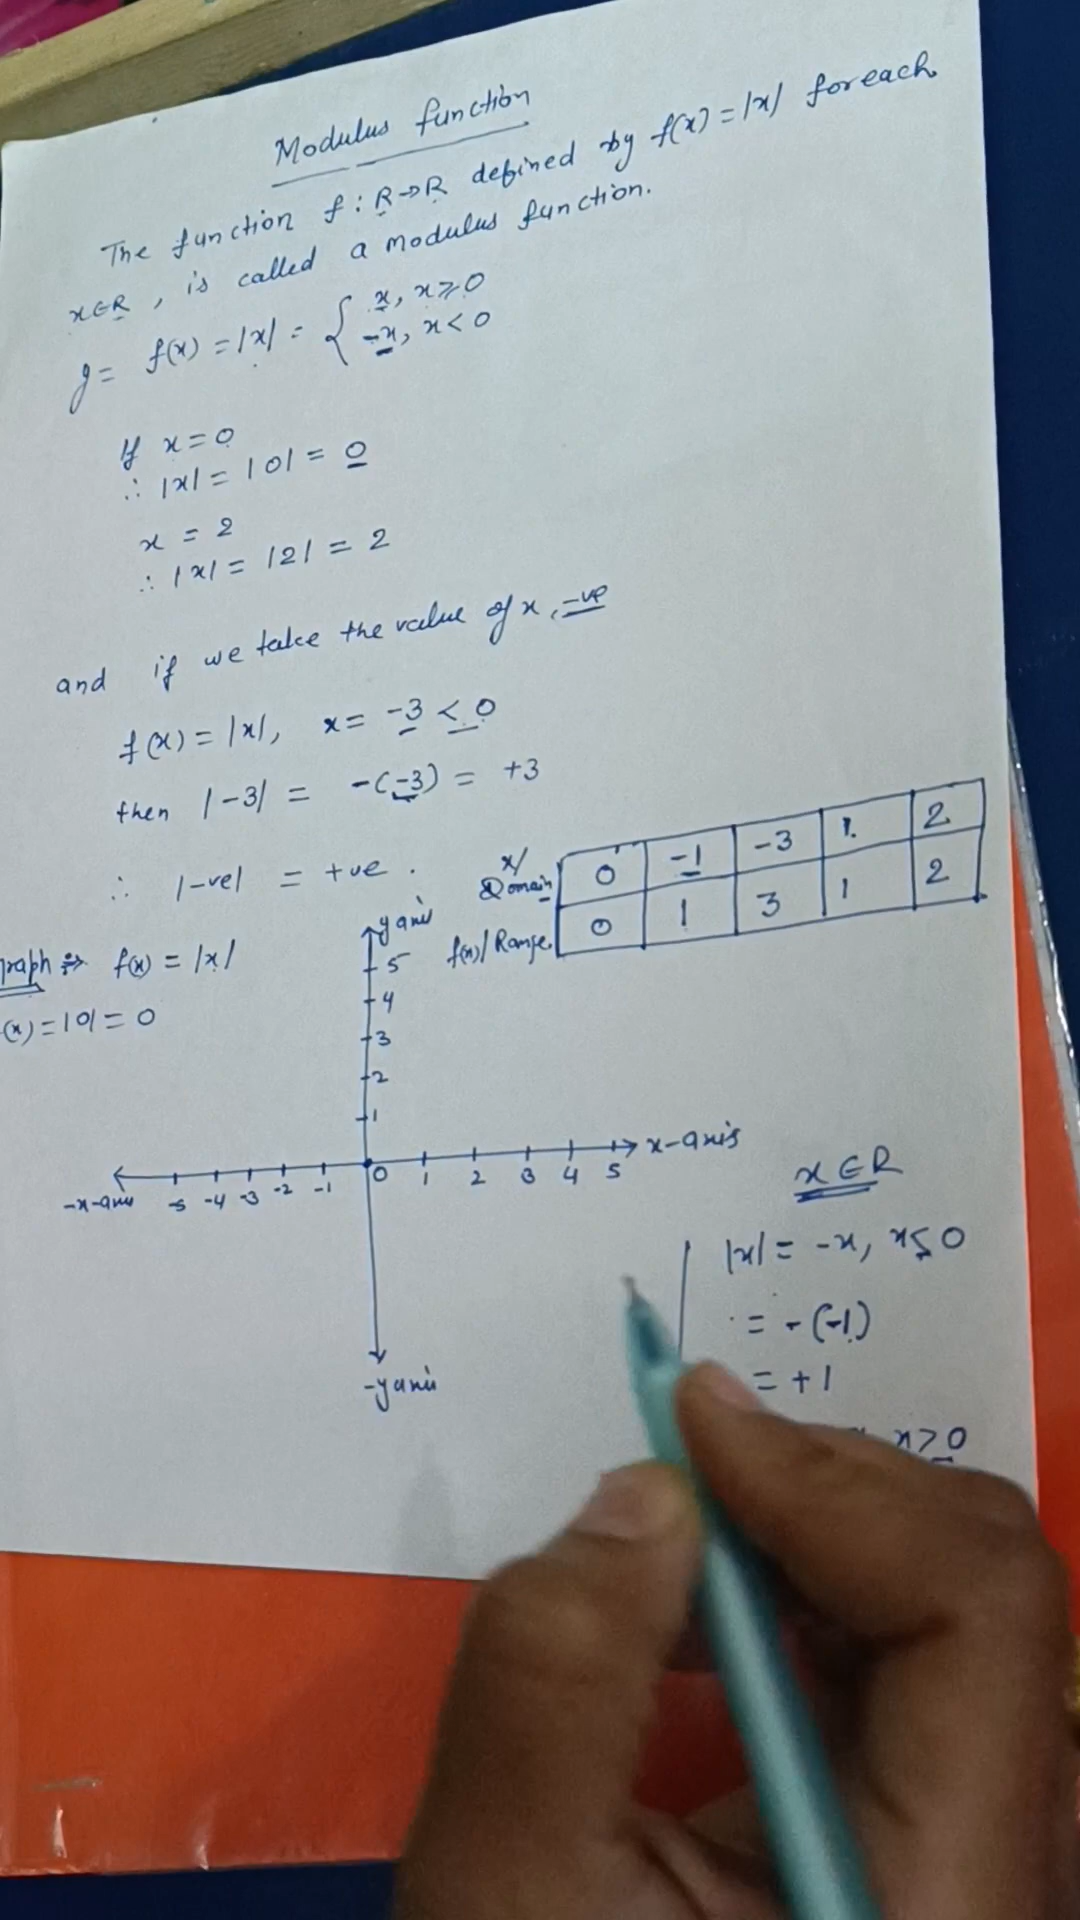 Modulus function
The function f : R→R defined by f(x) = |x| for each
x∈R, is called a modulus function.
y = f(x) = |x| = { x, x≥0
-x, x<0
If x = 0
∴ |x| = |0| = 0
x = 2
∴ |x| = |2| = 2
and if we take the value of x, -ve
f(x) = |x|, x = -3 < 0
then |-3| = -(-3) = +3
∴ |-ve| = +ve .
x/Domain 0 -1 -3 1 2
f(x)/Range 0 1 3 1 2
raph ⇒ f(x) = |x|
(x) = |0| = 0
y axis
5
4
3
2
1
-x-axis -5 -4 -3 -2 -1 0 1 2 3 4 5 x-axis
-y axis
x∈R
|x| = -x, x≤0
= -(-1)
= +1
x≥0